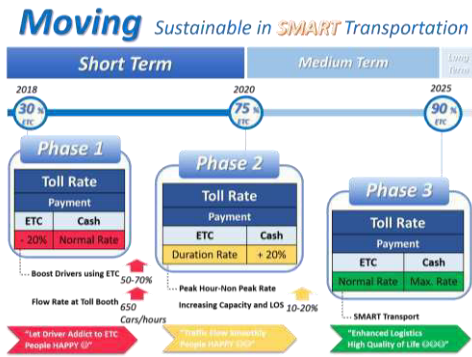 Moving Sustainable in SMART Transportation
Short Term
Medium Term
Long
Term
2018
2020
2025
30 %
ETC
75 %
ETC
90 %
ETC
Phase 1
Toll Rate
Payment
ETC Cash
- 20% Normal Rate
Boost Drivers using ETC
50-70%
Flow Rate at Toll Booth
650
Cars/hours
"Let Driver Addict to ETC
People HAPPY ☺"
Phase 2
Toll Rate
Payment
ETC Cash
Duration Rate + 20%
Peak Hour-Non Peak Rate
Increasing Capacity and LOS
10-20%
"Traffic Flow Smoothly
People HAPPY ☺☺"
Phase 3
Toll Rate
Payment
ETC Cash
Normal Rate Max. Rate
SMART Transport
"Enhanced Logistics
High Quality of Life ☺☺☺"